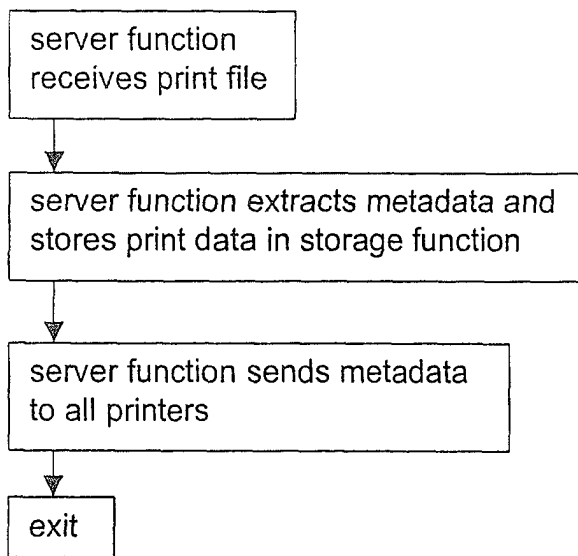 server function
receives print file
server function extracts metadata and
stores print data in storage function
server function sends metadata
to all printers
exit